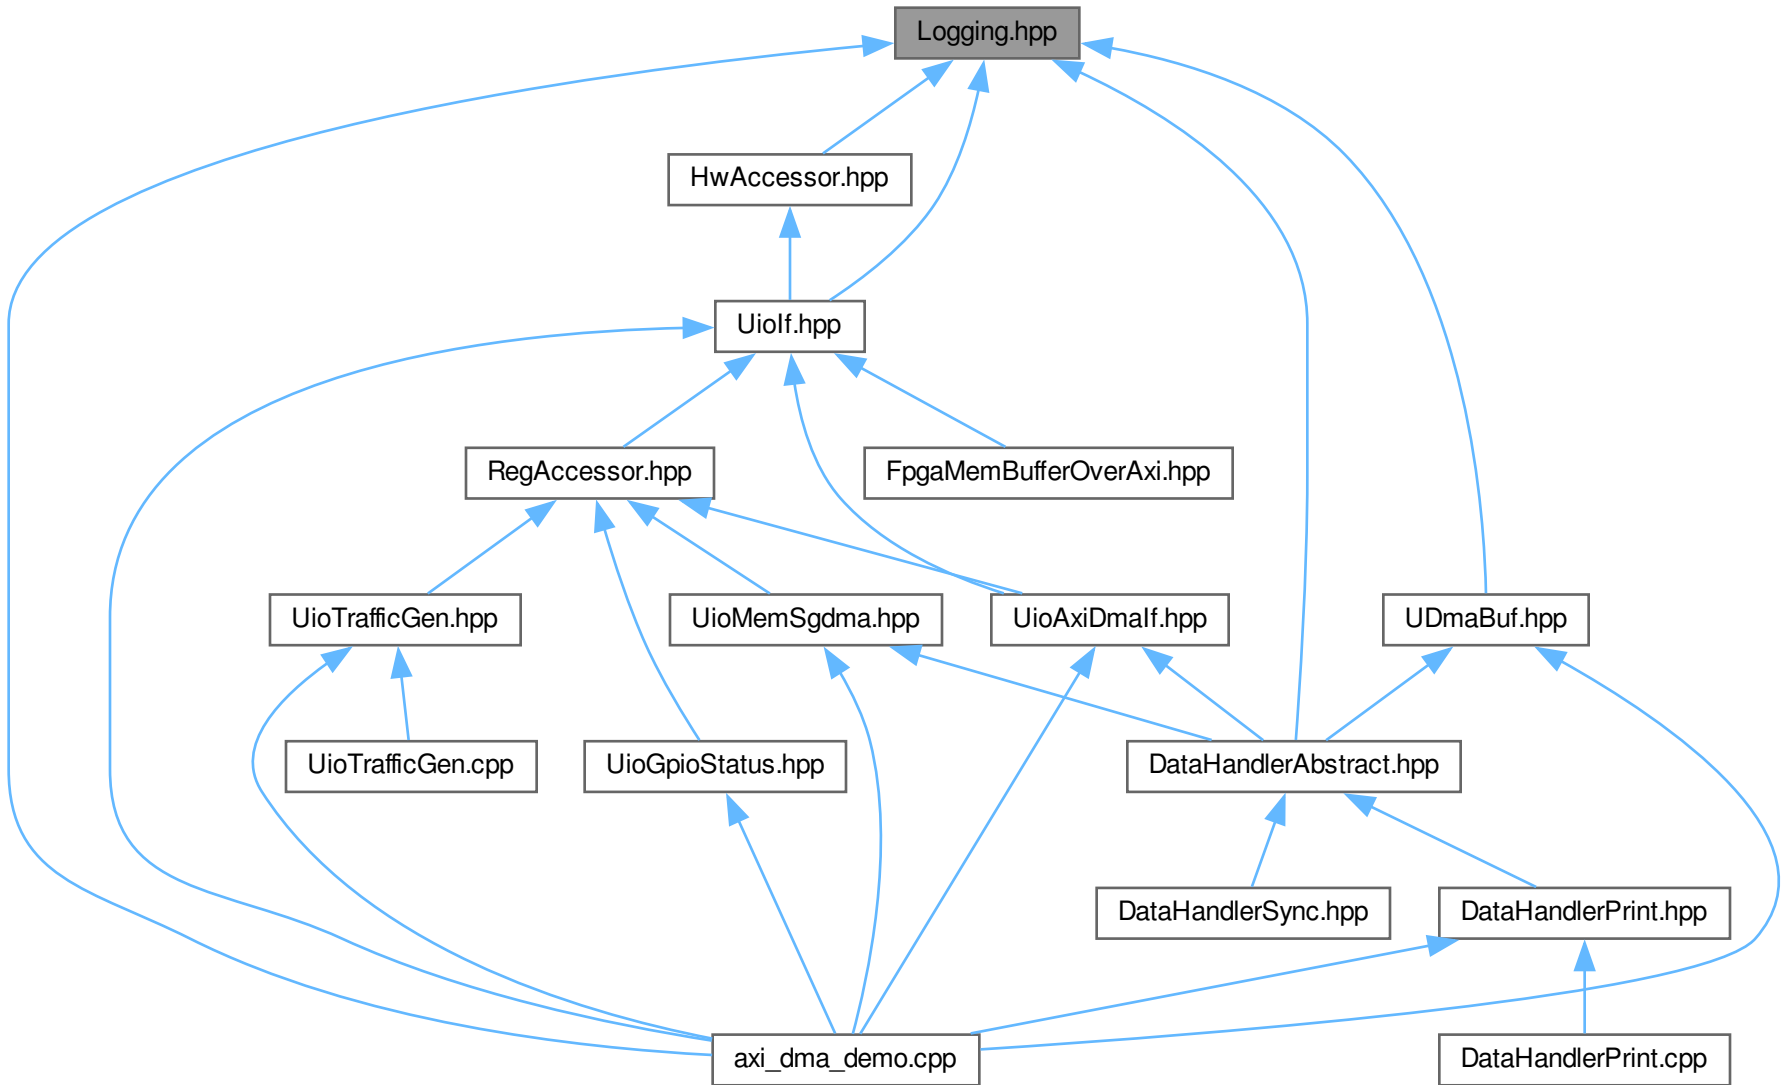 Logging.hpp
HwAccessor.hpp
UioIf.hpp
RegAccessor.hpp
FpgaMemBufferOverAxi.hpp
UioTrafficGen.hpp
UioMemSgdma.hpp
UioAxiDmaIf.hpp
UDmaBuf.hpp
UioTrafficGen.cpp
UioGpioStatus.hpp
DataHandlerAbstract.hpp
DataHandlerSync.hpp
DataHandlerPrint.hpp
axi_dma_demo.cpp
DataHandlerPrint.cpp